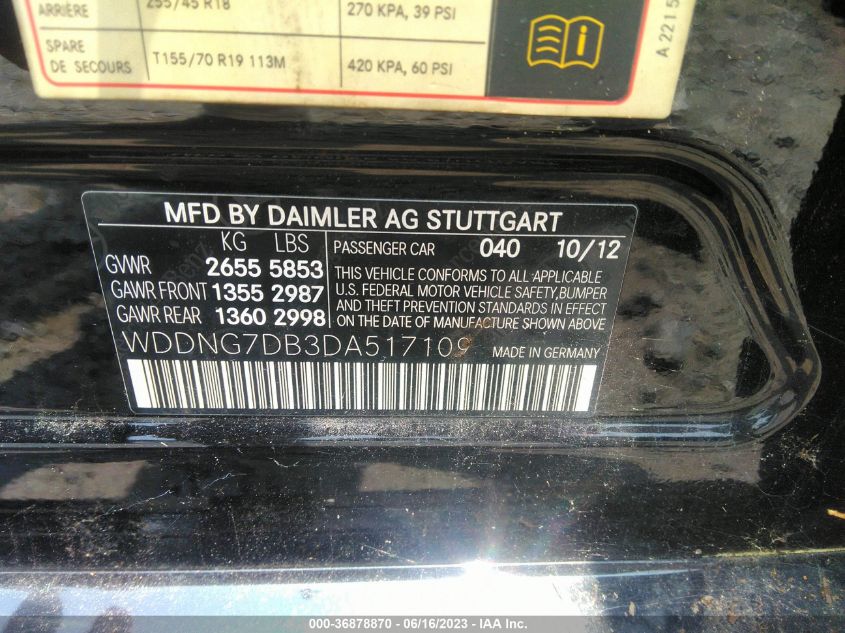 ARRIÈRE 255/45 R18 270 KPA, 39 PSI
SPARE
DE SECOURS T155/70 R19 113M 420 KPA, 60 PSI
A 2215
MFD BY DAIMLER AG STUTTGART
KG LBS
GVWR 2655 5853
GAWR FRONT 1355 2987
GAWR REAR 1360 2998
PASSENGER CAR 040 10/12
THIS VEHICLE CONFORMS TO ALL APPLICABLE
U.S. FEDERAL MOTOR VEHICLE SAFETY,BUMPER
AND THEFT PREVENTION STANDARDS IN EFFECT
ON THE DATE OF MANUFACTURE SHOWN ABOVE
WDDNG7DB3DA517109 MADE IN GERMANY
000-36878870 - 06/16/2023 - IAA Inc.